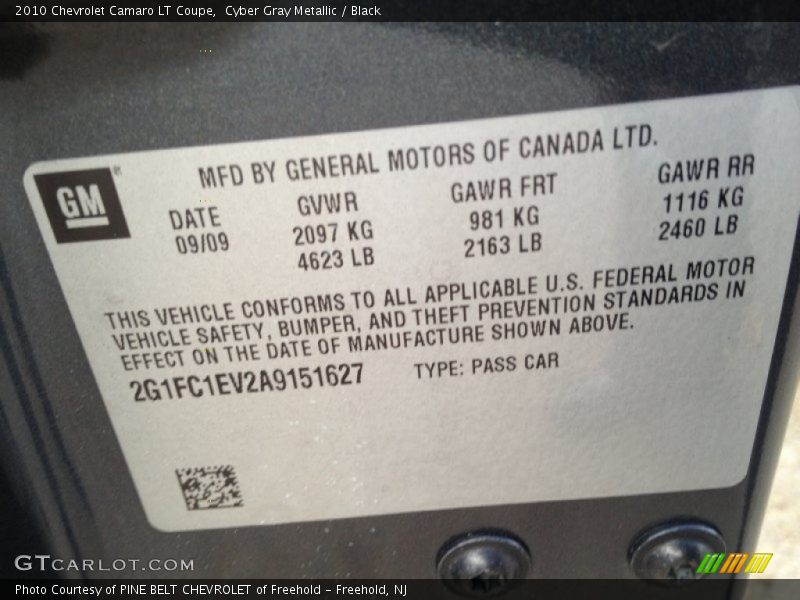 2010 Chevrolet Camaro LT Coupe,  Cyber Gray Metallic / Black
GM
MFD BY GENERAL MOTORS OF CANADA LTD.
DATE GVWR GAWR FRT GAWR RR
09/09 2097 KG 981 KG 1116 KG
4623 LB 2163 LB 2460 LB
THIS VEHICLE CONFORMS TO ALL APPLICABLE U.S. FEDERAL MOTOR
VEHICLE SAFETY, BUMPER, AND THEFT PREVENTION STANDARDS IN
EFFECT ON THE DATE OF MANUFACTURE SHOWN ABOVE.
2G1FC1EV2A9151627 TYPE: PASS CAR
GTCARLOT.COM
Photo Courtesy of PINE BELT CHEVROLET of Freehold – Freehold, NJ